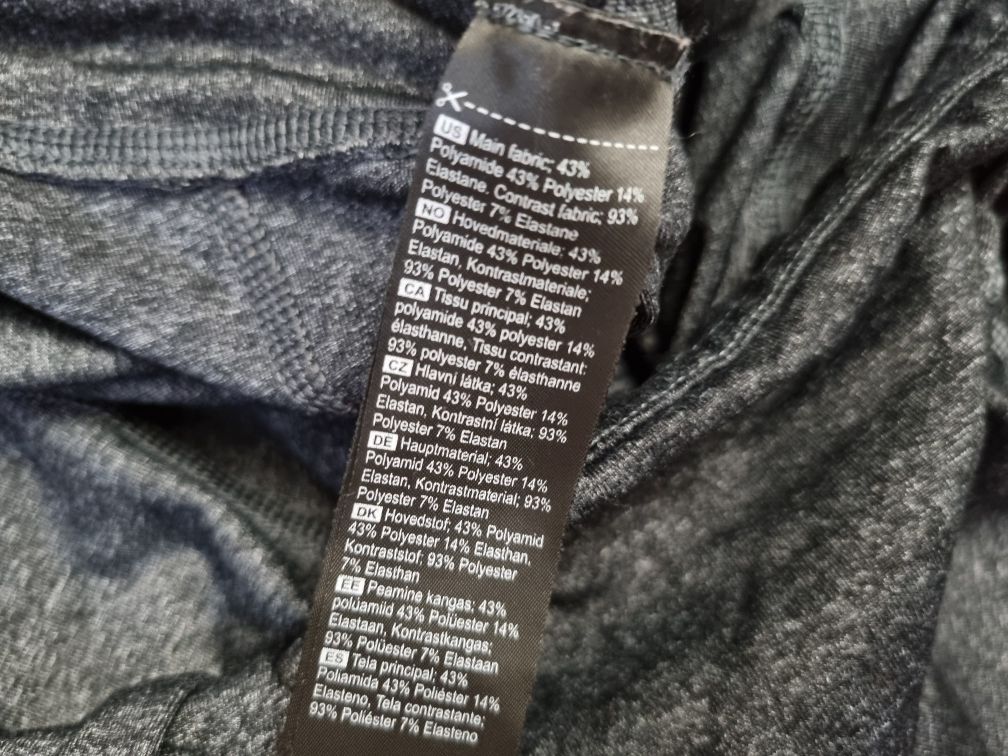 US Main fabric; 43%
Polyamide 43% Polyester 14%
Elastane. Contrast fabric; 93%
Polyester 7% Elastane
NO Hovedmateriale; 43%
Polyamide 43% Polyester 14%
Elastan, Kontrastmateriale;
93% Polyester 7% Elastan
CA Tissu principal; 43%
polyamide 43% polyester 14%
élasthanne, Tissu contrastant:
93% polyester 7% élasthanne
CZ Hlavní látka; 43%
Polyamid 43% Polyester 14%
Elastan, Kontrastní látka; 93%
Polyester 7% Elastan
DE Hauptmaterial; 43%
Polyamid 43% Polyester 14%
Elastan, Kontrastmaterial; 93%
Polyester 7% Elastan
DK Hovedstof; 43% Polyamid
43% Polyester 14% Elasthan,
Kontraststof; 93% Polyester
7% Elasthan
EE Peamine kangas; 43%
polüamiid 43% Polüester 14%
Elastaan, Kontrastkangas;
93% Polüester 7% Elastaan
ES Tela principal; 43%
Poliamida 43% Poliéster 14%
Elasteno, Tela contrastante;
93% Poliéster 7% Elasteno